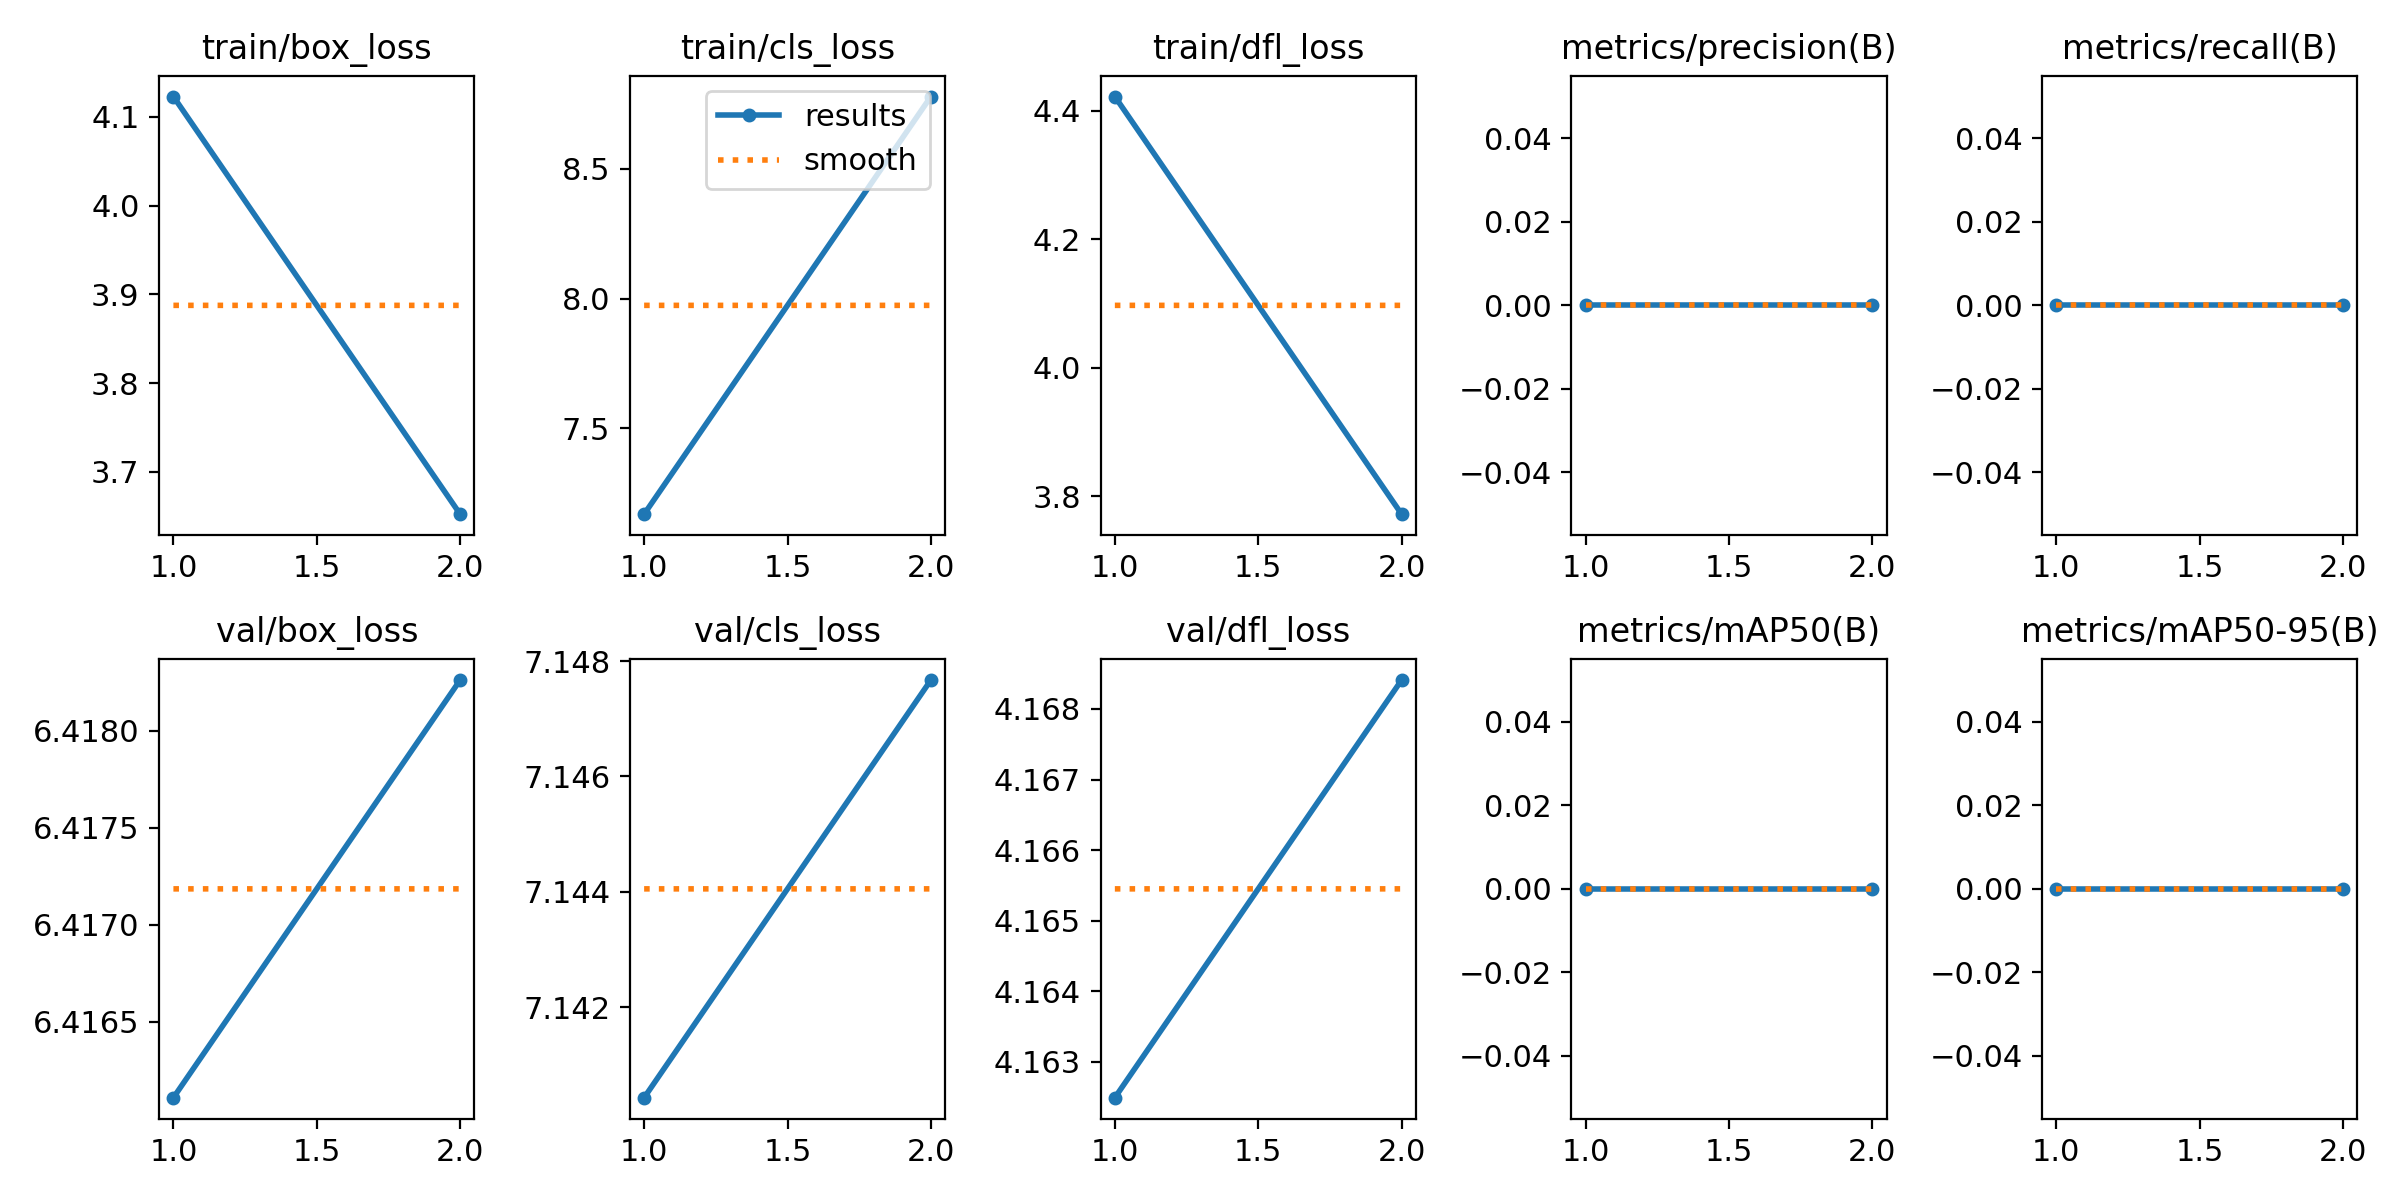 train/box_loss
4.1
4.0
3.9
3.8
3.7
1.0 1.5 2.0
train/cls_loss
results
smooth
8.5
8.0
7.5
1.0 1.5 2.0
train/dfl_loss
4.4
4.2
4.0
3.8
1.0 1.5 2.0
metrics/precision(B)
0.04
0.02
0.00
−0.02
−0.04
1.0 1.5 2.0
metrics/recall(B)
0.04
0.02
0.00
−0.02
−0.04
1.0 1.5 2.0
val/box_loss
6.4180
6.4175
6.4170
6.4165
1.0 1.5 2.0
val/cls_loss
7.148
7.146
7.144
7.142
1.0 1.5 2.0
val/dfl_loss
4.168
4.167
4.166
4.165
4.164
4.163
1.0 1.5 2.0
metrics/mAP50(B)
0.04
0.02
0.00
−0.02
−0.04
1.0 1.5 2.0
metrics/mAP50-95(B)
0.04
0.02
0.00
−0.02
−0.04
1.0 1.5 2.0